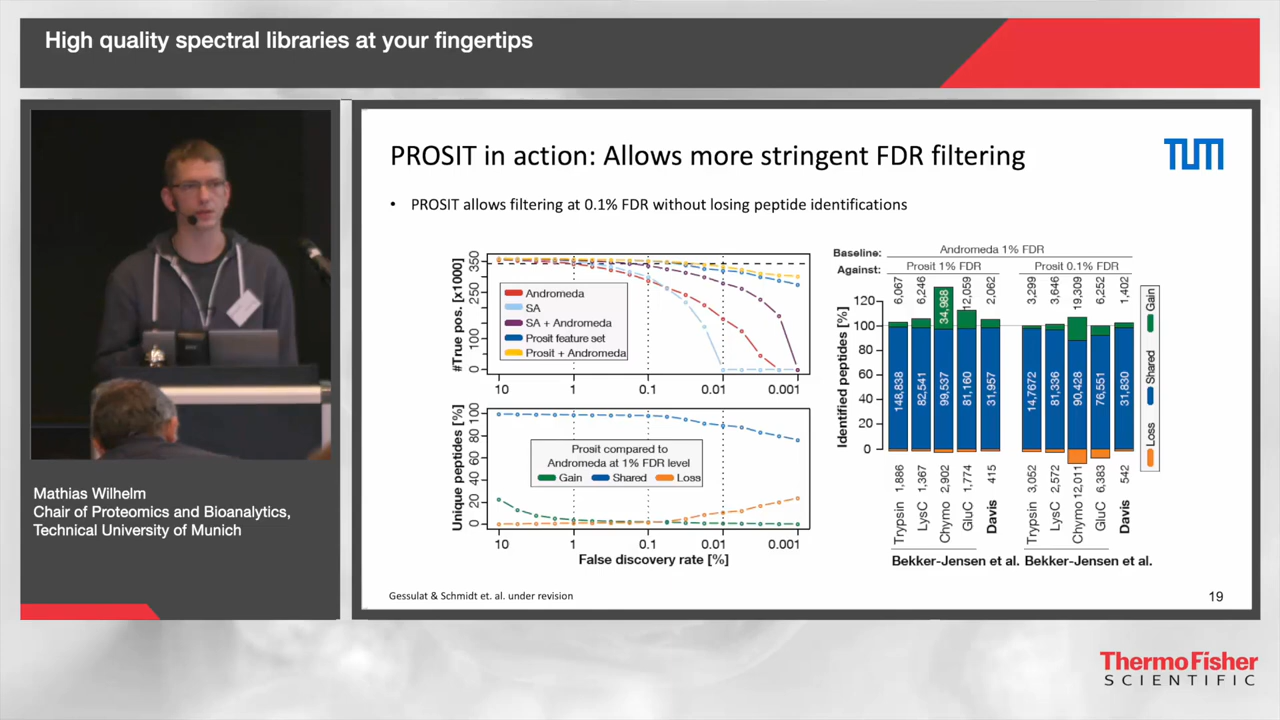 High quality spectral libraries at your fingertips
PROSIT in action: Allows more stringent FDR filtering
TUM
• PROSIT allows filtering at 0.1% FDR without losing peptide identifications
#True pos. [x1000]
350
250
100
0
Andromeda
SA
SA + Andromeda
Prosit feature set
Prosit + Andromeda
10 1 0.1 0.01 0.001
Unique peptides [%]
100
80
60
40
20
0
Prosit compared to
Andromeda at 1% FDR level
Gain Shared Loss
10 1 0.1 0.01 0.001
False discovery rate [%]
Baseline: Andromeda 1% FDR
Against: Prosit 1% FDR Prosit 0.1% FDR
6,067 6,246 34,988 12,059 2,062 3,299 3,646 19,309 6,252 1,402
Identified peptides [%]
120
100
80
60
40
20
0
148,838 82,541 99,537 81,160 31,957 14,7672 81,336 90,428 76,551 31,830
Loss Shared Gain
1,886 1,367 2,902 1,774 415 3,052 2,572 12,011 6,383 542
Trypsin LysC Chymo GluC Davis Trypsin LysC Chymo GluC Davis
Bekker-Jensen et al. Bekker-Jensen et al.
Gessulat & Schmidt et. al. under revision
19
Mathias Wilhelm
Chair of Proteomics and Bioanalytics,
Technical University of Munich
ThermoFisher
SCIENTIFIC